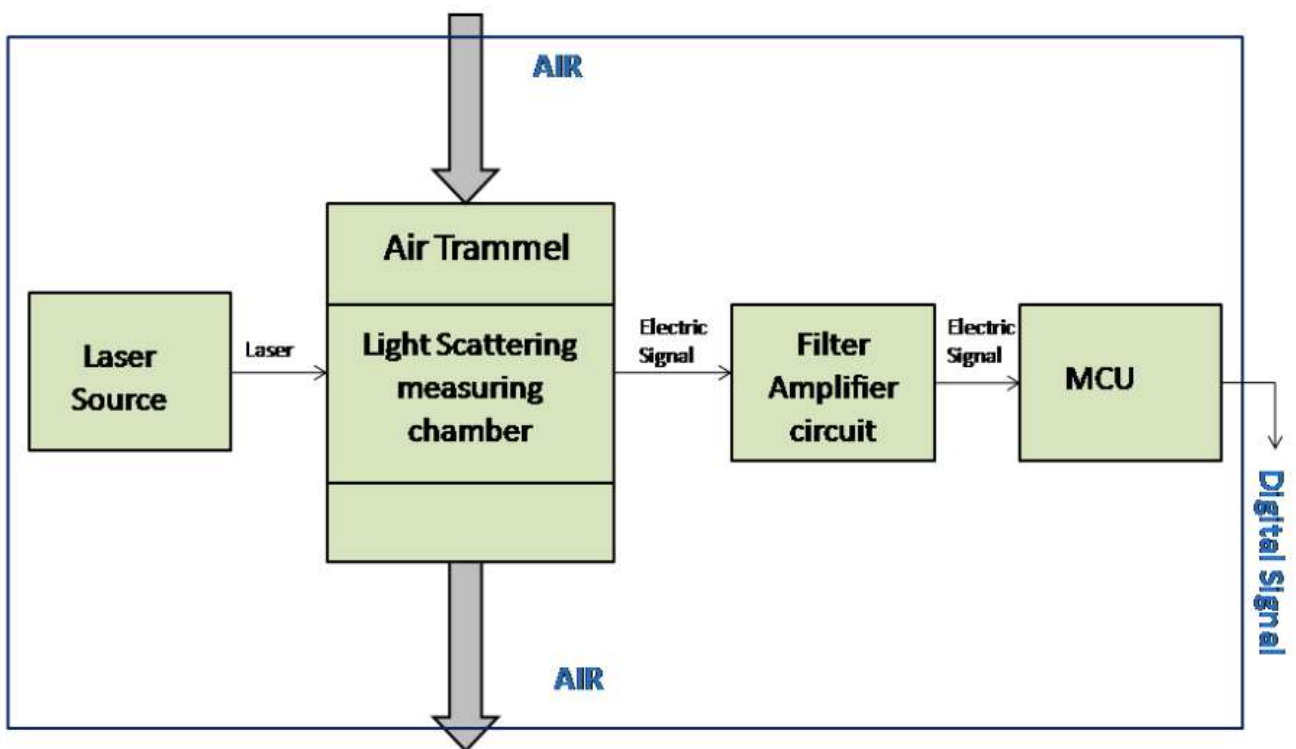 AIR
Air Trammel
Laser
Source
Laser
Light Scattering
measuring
chamber
Electric
Signal
Filter
Amplifier
circuit
Electric
Signal
MCU
Digital Signal
AIR